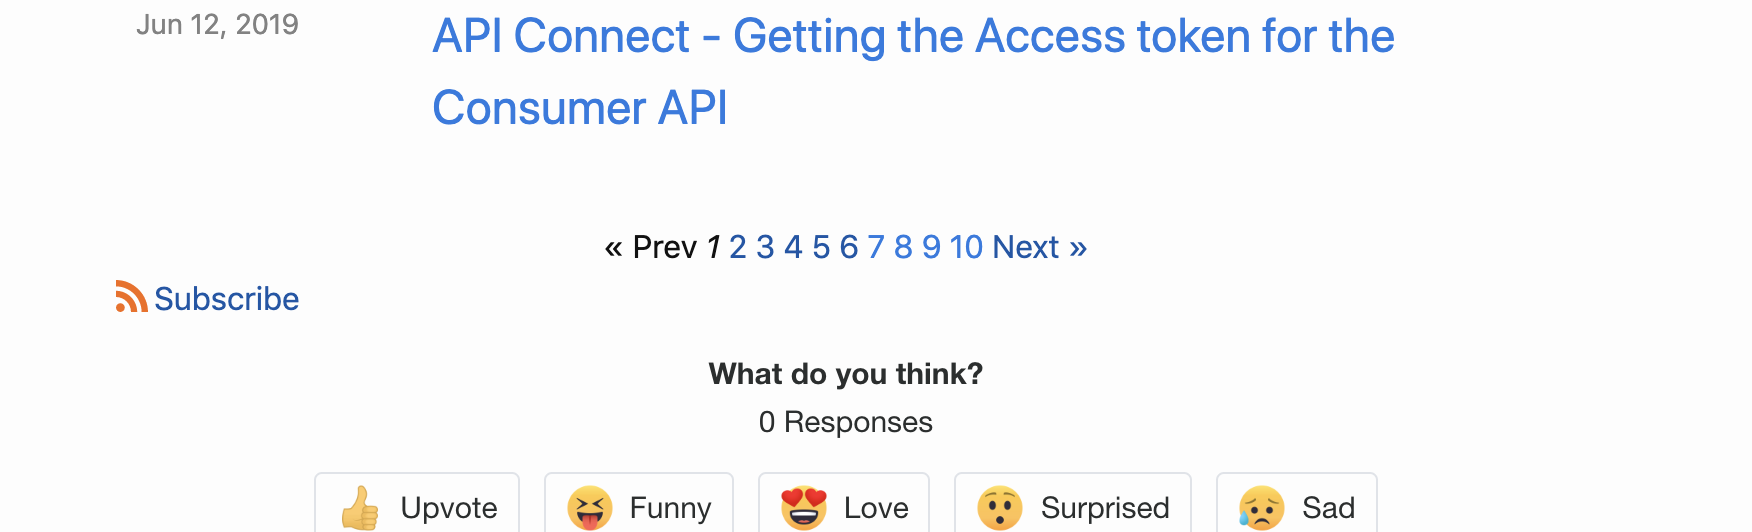 Jun 12, 2019
API Connect - Getting the Access token for the
Consumer API
« Prev 1 2 3 4 5 6 7 8 9 10 Next »
Subscribe
What do you think?
0 Responses
Upvote
Funny
Love
Surprised
Sad